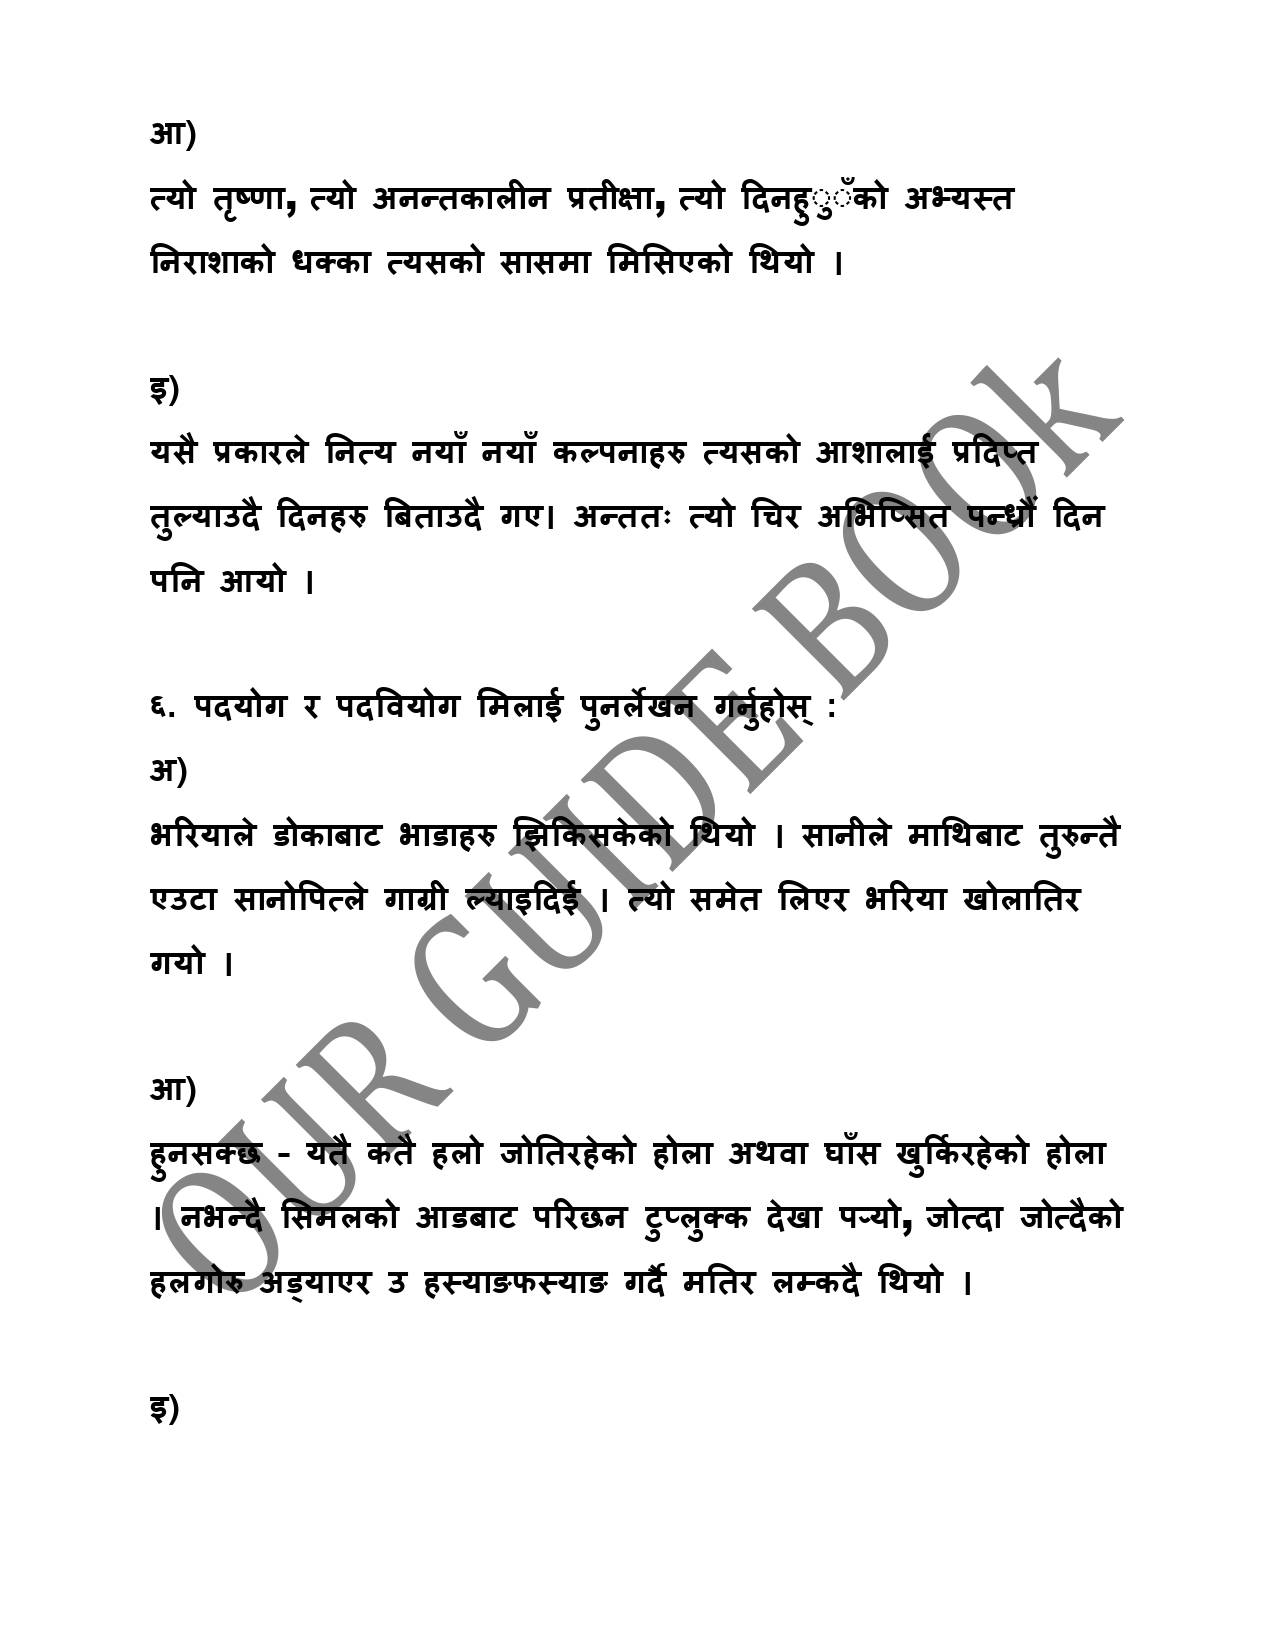 आ)
त्यो तृष्णा, त्यो अनन्तकालीन प्रतीक्षा, त्यो दिनहुुँको अभ्यस्त
निराशाको धक्का त्यसको सासमा मिसिएको थियो ।
इ)
यसै प्रकारले नित्य नयाँ नयाँ कल्पनाहरु त्यसको आशालाई प्रदिप्त
तुल्याउदै दिनहरु बिताउदै गए। अन्ततः त्यो चिर अभिप्सित पन्ध्रौं दिन
पनि आयो ।
६. पदयोग र पदवियोग मिलाई पुनर्लेखन गर्नुहोस् :
अ)
भरियाले डोकाबाट भाडाहरु झिकिसकेको थियो । सानीले माथिबाट तुरुन्तै
एउटा सानोपित्ले गाग्री ल्याइदिई । त्यो समेत लिएर भरिया खोलातिर
गयो ।
आ)
हुनसक्छ – यतै कतै हलो जोतिरहेको होला अथवा घाँस खुर्किरहेको होला
। नभन्दै सिमलको आडबाट परिछन टुप्लुक्क देखा पर्‍यो, जोत्दा जोत्दैको
हलगोरु अड्याएर उ हस्याङफस्याङ गर्दै मतिर लम्कदै थियो ।
इ)
OUR GUIDE BOOK